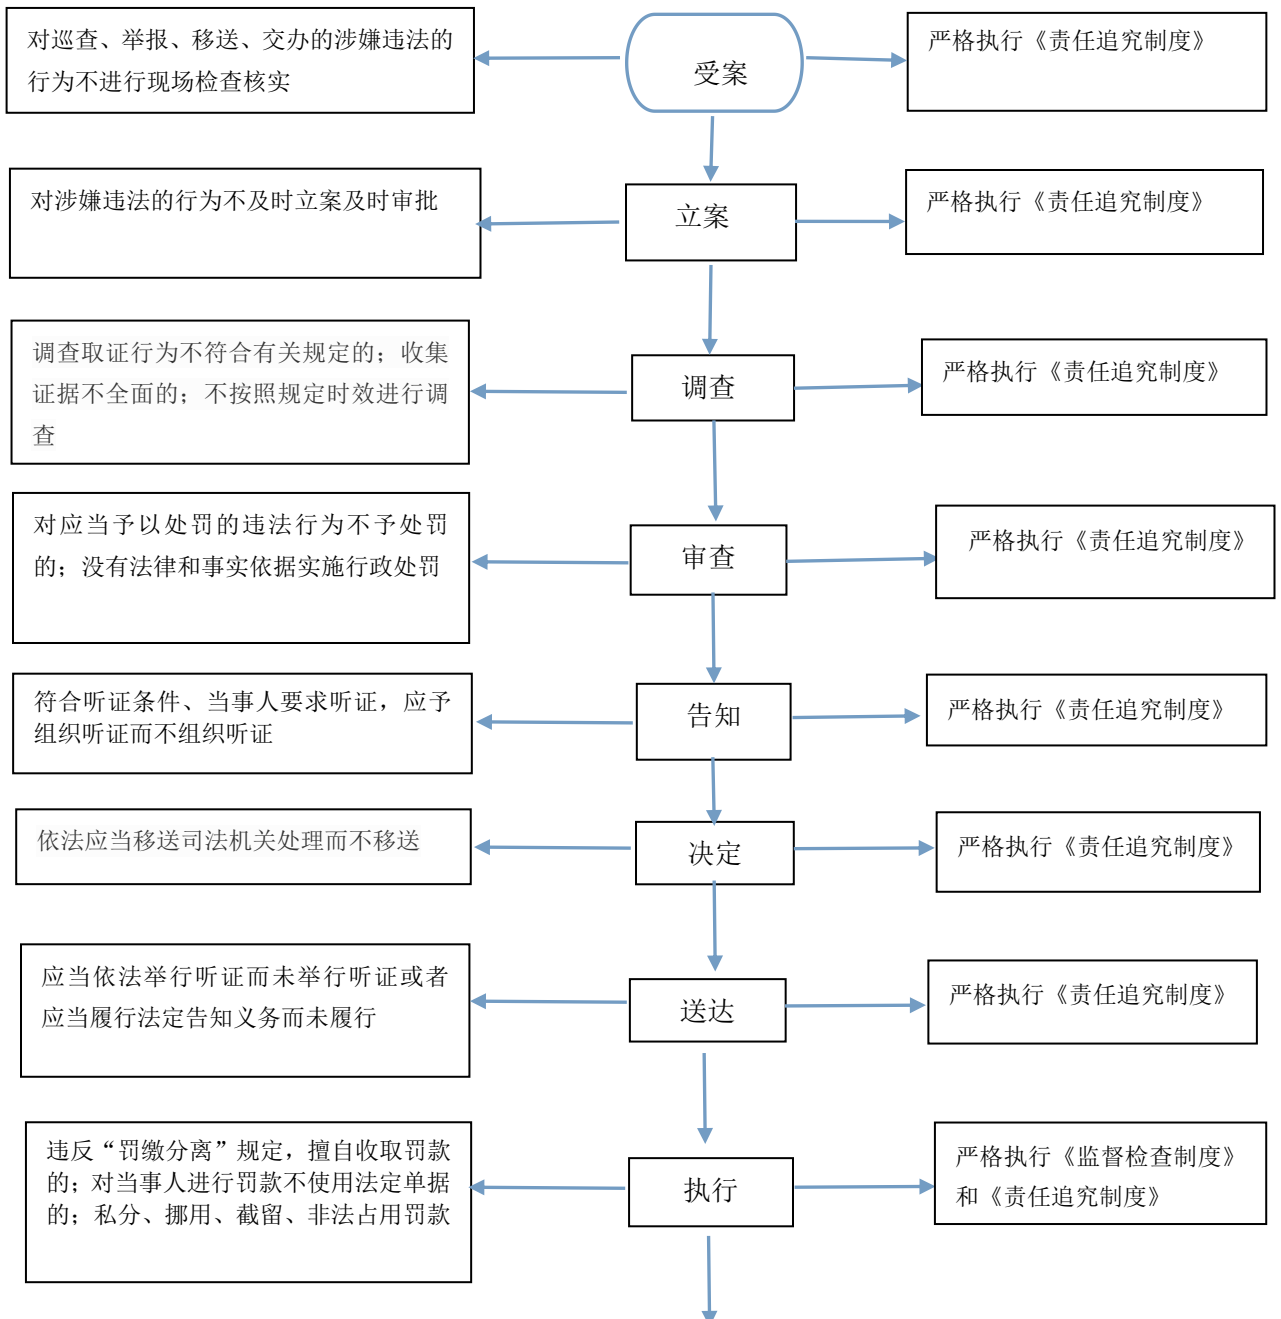 对巡查、举报、移送、交办的涉嫌违法的
行为不进行现场检查核实
受案
严格执行《责任追究制度》
对涉嫌违法的行为不及时立案及时审批
立案
严格执行《责任追究制度》
调查取证行为不符合有关规定的；收集
证据不全面的；不按照规定时效进行调
查
调查
严格执行《责任追究制度》
对应当予以处罚的违法行为不予处罚
的；没有法律和事实依据实施行政处罚
审查
严格执行《责任追究制度》
符合听证条件、当事人要求听证，应予
组织听证而不组织听证
告知
严格执行《责任追究制度》
依法应当移送司法机关处理而不移送
决定
严格执行《责任追究制度》
应当依法举行听证而未举行听证或者
应当履行法定告知义务而未履行
送达
严格执行《责任追究制度》
违反“罚缴分离”规定，擅自收取罚款
的；对当事人进行罚款不使用法定单据
的；私分、挪用、截留、非法占用罚款
执行
严格执行《监督检查制度》
和《责任追究制度》